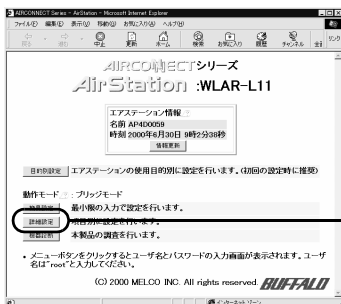 AIRCONNECT Series - AirStation - Microsoft Internet Explorer
ファイル(F) 編集(E) 表示(V) 移動(G) お気に入り(A) ヘルプ(H)
戻る 進む 中止 更新 ホーム 検索 お気に入り 履歴 チャンネル 全画 リンク
AIRCONNECTシリーズ
AirStation :WLAR-L11
エアステーション情報
名前 AP4D0059
時刻 2000年6月30日 9時2分38秒
情報更新
目的別設定 エアステーションの使用目的別に設定を行います。(初回の設定時に推奨)
動作モード : ブリッジモード
最小限の入力で設定を行います。
詳細設定 項目別に設定を行います。
機器診断 本製品の調査を行います。
・ メニューボタンをクリックするとユーザ名とパスワードの入力画面が表示されます。ユーザ
名は"root"と入力してください。
(C) 2000 MELCO INC. All rights reserved. BUFFALO
インターネット ゾーン